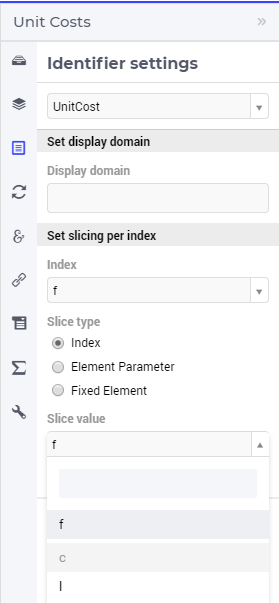 Unit Costs »
Identifier settings
UnitCost
Set display domain
Display domain
Set slicing per index
Index
f
Slice type
Index
Element Parameter
Fixed Element
Slice value
f
f
c
l